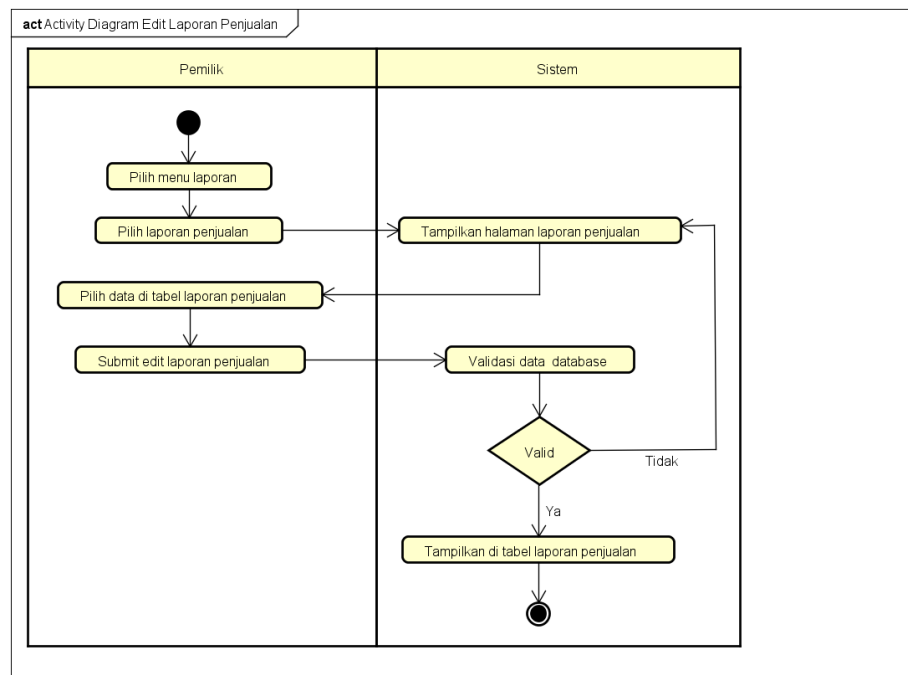 act Activity Diagram Edit Laporan Penjualan
Pemilik
Sistem
Pilih menu laporan
Pilih laporan penjualan
Tampilkan halaman laporan penjualan
Pilih data di tabel laporan penjualan
Submit edit laporan penjualan
Validasi data database
Valid
Tidak
Ya
Tampilkan di tabel laporan penjualan